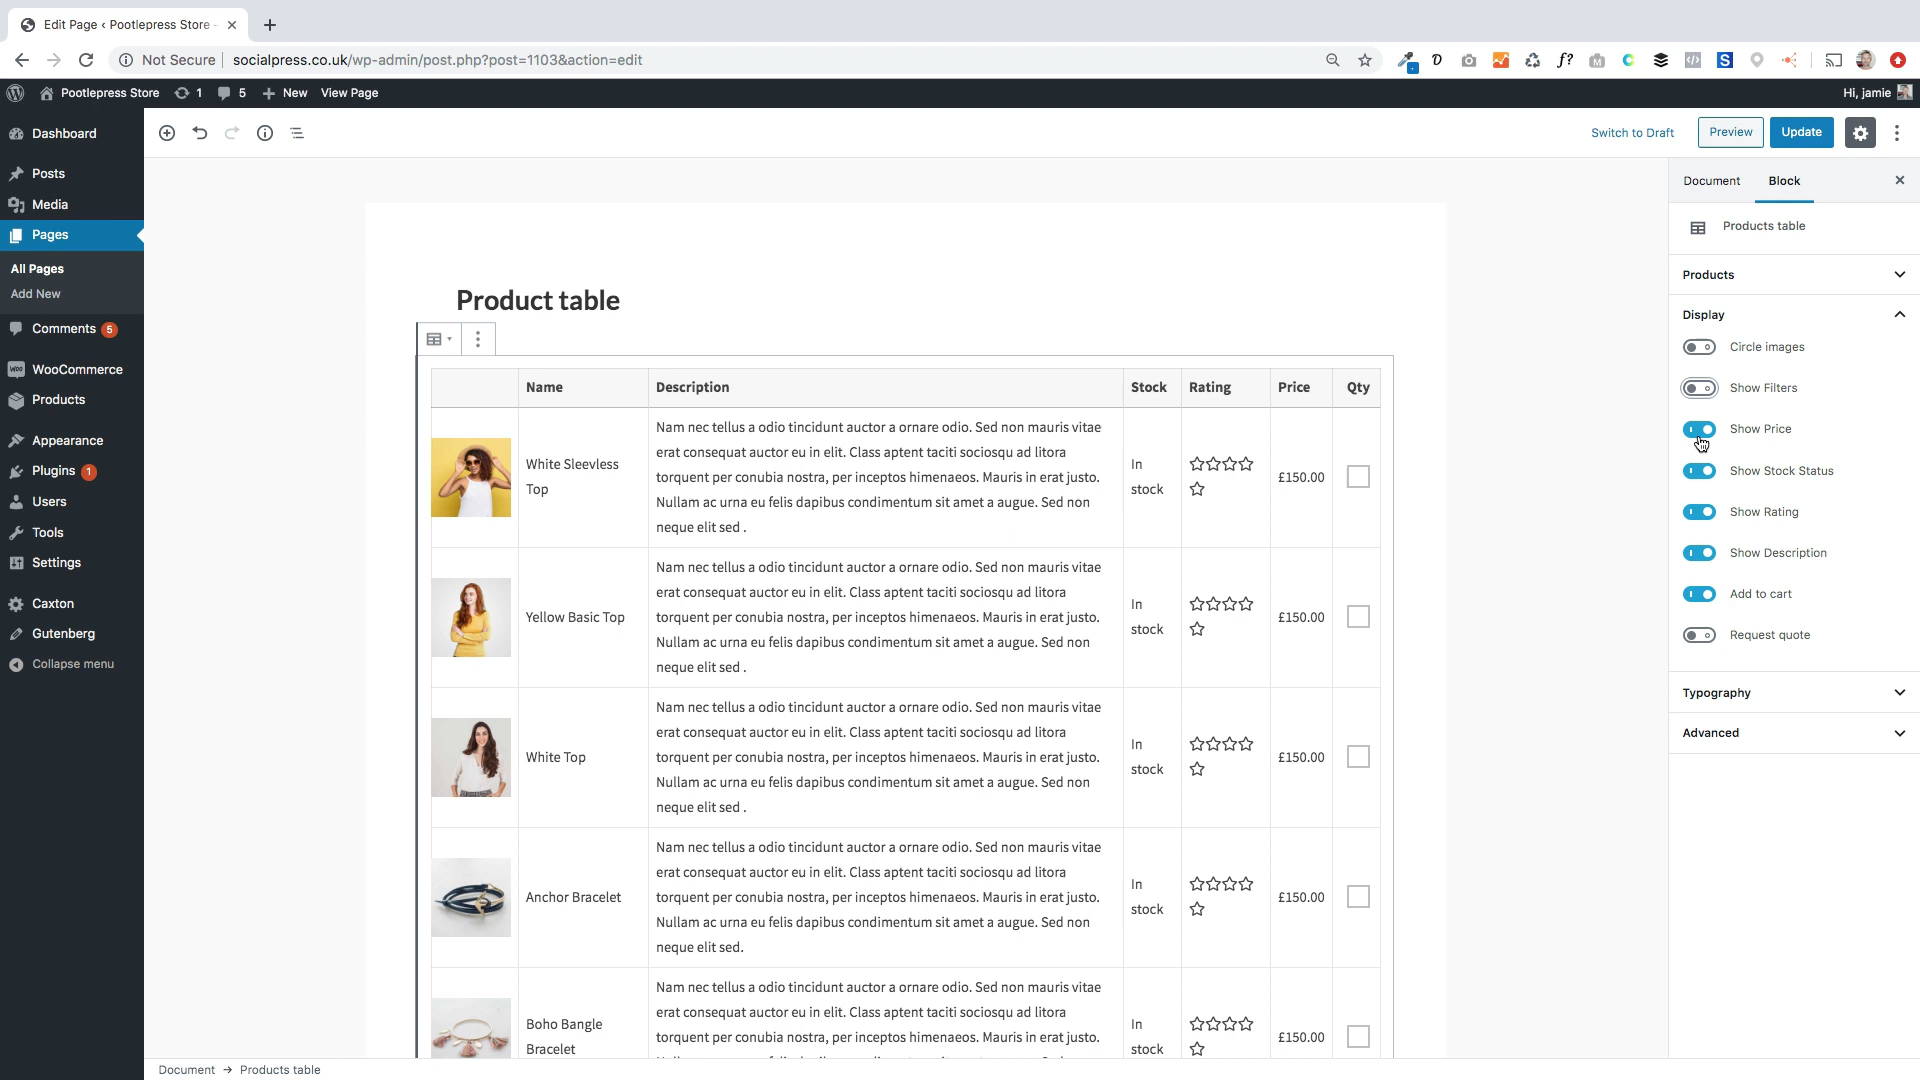 Edit Page ‹ Pootlepress Store -
Not Secure
socialpress.co.uk/wp-admin/post.php?post=1103&action=edit
Pootlepress Store
1
5
New
View Page
Hi, jamie
Dashboard
Posts
Media
Pages
All Pages
Add New
Comments 5
WooCommerce
Products
Appearance
Plugins 1
Users
Tools
Settings
Caxton
Gutenberg
Collapse menu
Switch to Draft
Preview
Update
Product table
Name
Description
Stock
Rating
Price
Qty
White Sleevless
Top
Nam nec tellus a odio tincidunt auctor a ornare odio. Sed non mauris vitae
erat consequat auctor eu in elit. Class aptent taciti sociosqu ad litora
torquent per conubia nostra, per inceptos himenaeos. Mauris in erat justo.
Nullam ac urna eu felis dapibus condimentum sit amet a augue. Sed non
neque elit sed .
In
stock
£150.00
Yellow Basic Top
Nam nec tellus a odio tincidunt auctor a ornare odio. Sed non mauris vitae
erat consequat auctor eu in elit. Class aptent taciti sociosqu ad litora
torquent per conubia nostra, per inceptos himenaeos. Mauris in erat justo.
Nullam ac urna eu felis dapibus condimentum sit amet a augue. Sed non
neque elit sed .
In
stock
£150.00
White Top
Nam nec tellus a odio tincidunt auctor a ornare odio. Sed non mauris vitae
erat consequat auctor eu in elit. Class aptent taciti sociosqu ad litora
torquent per conubia nostra, per inceptos himenaeos. Mauris in erat justo.
Nullam ac urna eu felis dapibus condimentum sit amet a augue. Sed non
neque elit sed .
In
stock
£150.00
Anchor Bracelet
Nam nec tellus a odio tincidunt auctor a ornare odio. Sed non mauris vitae
erat consequat auctor eu in elit. Class aptent taciti sociosqu ad litora
torquent per conubia nostra, per inceptos himenaeos. Mauris in erat justo.
Nullam ac urna eu felis dapibus condimentum sit amet a augue. Sed non
neque elit sed.
In
stock
£150.00
Boho Bangle
Bracelet
Nam nec tellus a odio tincidunt auctor a ornare odio. Sed non mauris vitae
erat consequat auctor eu in elit. Class aptent taciti sociosqu ad litora
torquent per conubia nostra, per inceptos himenaeos. Mauris in erat justo.
In
stock
£150.00
Document
Block
Products table
Products
Display
Circle images
Show Filters
Show Price
Show Stock Status
Show Rating
Show Description
Add to cart
Request quote
Typography
Advanced
Document → Products table